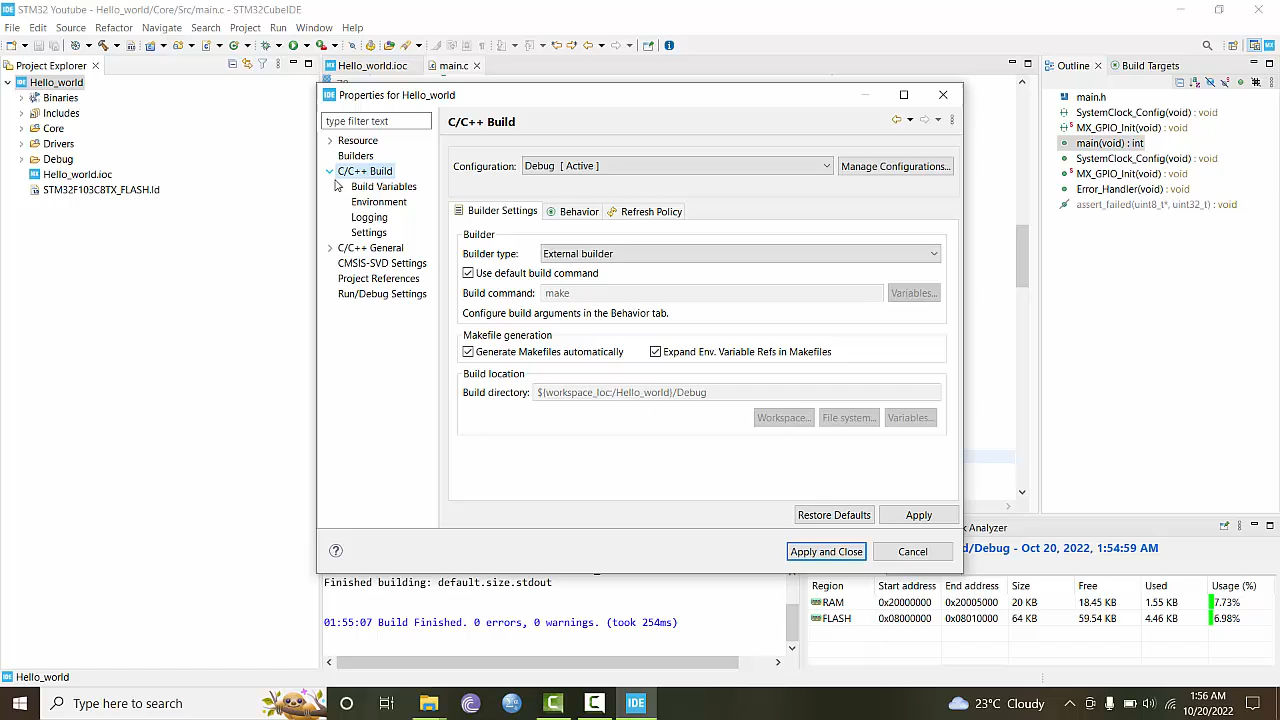 IDE STM32 Youtube - Hello_world/Core/Src/main.c - STM32CubeIDE
File Edit Source Refactor Navigate Search Project Run Window Help
MX
Project Explorer
Hello_world
Binaries
Includes
Core
Drivers
Debug
Hello_world.ioc
STM32F103C8TX_FLASH.ld
Hello_world.ioc main.c
IDE Properties for Hello_world
type filter text
Resource
Builders
C/C++ Build
Build Variables
Environment
Logging
Settings
C/C++ General
CMSIS-SVD Settings
Project References
Run/Debug Settings
C/C++ Build
Configuration: Debug [ Active ] Manage Configurations...
Builder Settings Behavior Refresh Policy
Builder
Builder type: External builder
Use default build command
Build command: make Variables...
Configure build arguments in the Behavior tab.
Makefile generation
Generate Makefiles automatically Expand Env. Variable Refs in Makefiles
Build location
Build directory: ${workspace_loc:/Hello_world}/Debug
Workspace... File system... Variables...
Restore Defaults Apply
Apply and Close Cancel
Outline Build Targets
main.h
SystemClock_Config(void) : void
MX_GPIO_Init(void) : void
main(void) : int
SystemClock_Config(void) : void
MX_GPIO_Init(void) : void
Error_Handler(void) : void
assert_failed(uint8_t*, uint32_t) : void
Finished building: default.size.stdout
01:55:07 Build Finished. 0 errors, 0 warnings. (took 254ms)
k Analyzer
d/Debug - Oct 20, 2022, 1:54:59 AM
Region Start address End address Size Free Used Usage (%)
RAM 0x20000000 0x20005000 20 KB 18.45 KB 1.55 KB 7.73%
FLASH 0x08000000 0x08010000 64 KB 59.54 KB 4.46 KB 6.98%
Hello_world
Type here to search
IDE
23°C Cloudy
1:56 AM
10/20/2022